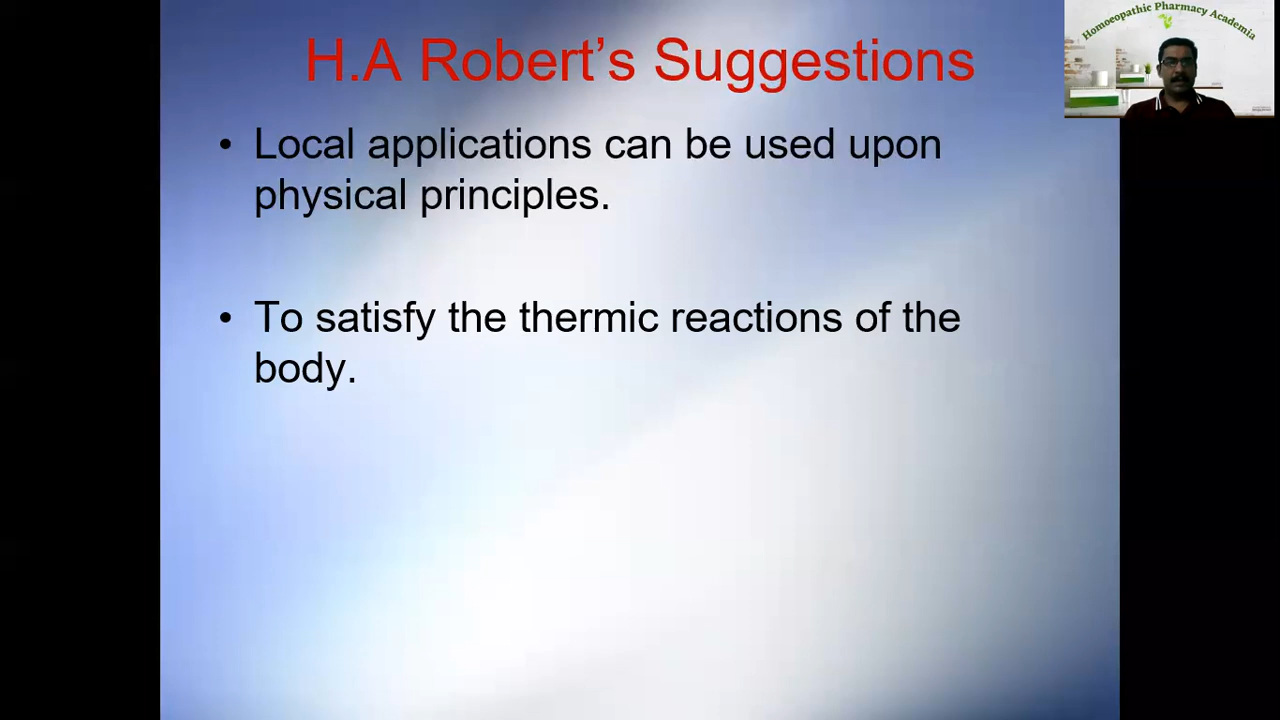 H.A Robert's Suggestions
Homoeopathic Pharmacy Academia
• Local applications can be used upon
physical principles.
• To satisfy the thermic reactions of the
body.